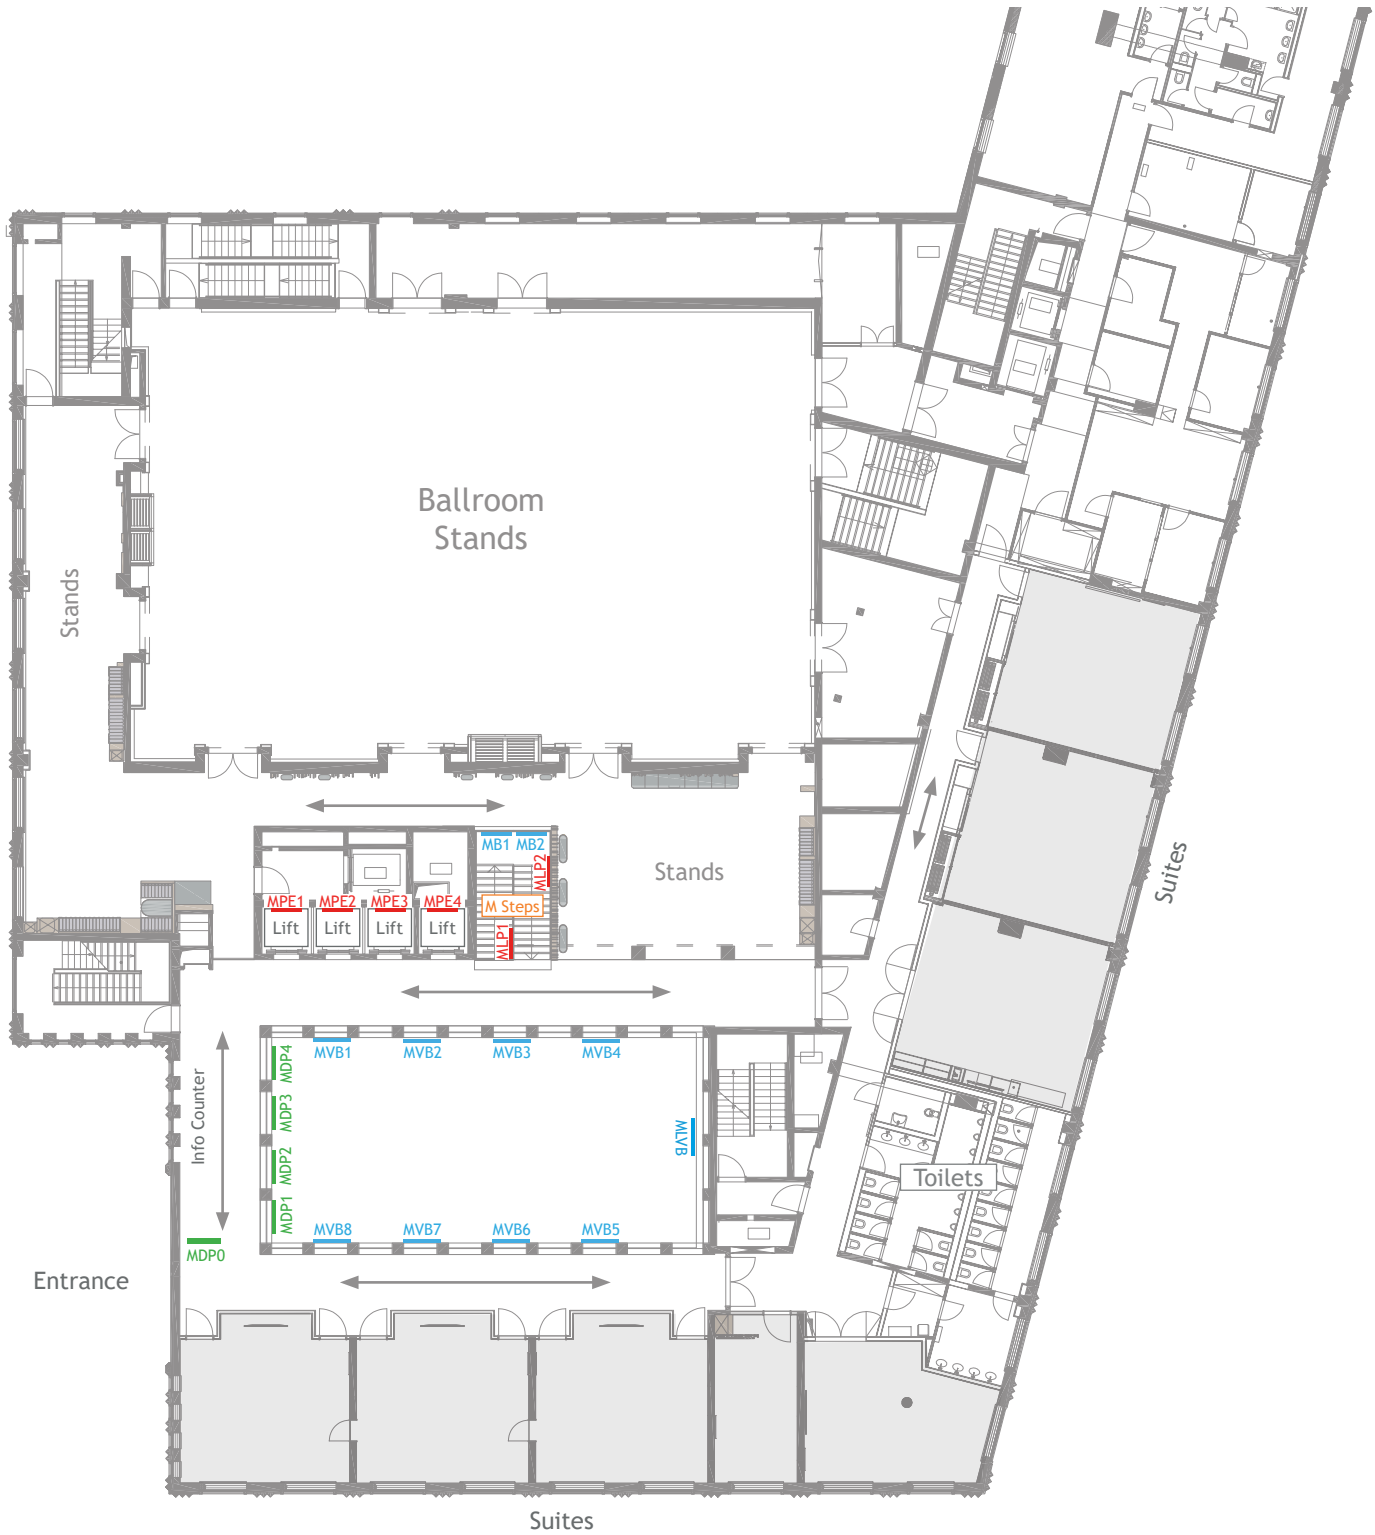 Ballroom
Stands
Stands
MB1
MB2
MLP2
Stands
Suites
MPE1
MPE2
MPE3
MPE4
M Steps
Lift
Lift
Lift
Lift
MLP1
MVB1
MVB2
MVB3
MVB4
MDP4
Info Counter
MDP3
MLVB
MDP2
Toilets
MDP1
MVB8
MVB7
MVB6
MVB5
MDP0
Entrance
Suites